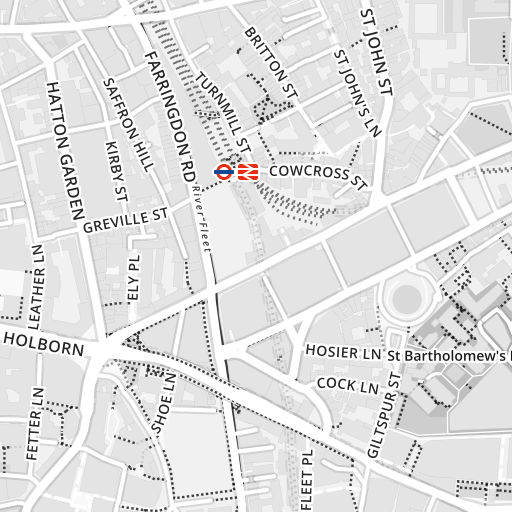 ST JOHN ST
BRITTON ST
ST JOHN'S LN
FARRINGDON RD
TURNMILL ST
SAFFRON HILL
HATTON GARDEN
KIRBY ST
COWCROSS ST
River Fleet
GREVILLE ST
LEATHER LN
ELY PL
HOLBORN
HOSIER LN
St Bartholomew's
COCK LN
SHOE LN
GILTSPUR ST
FETTER LN
FLEET PL